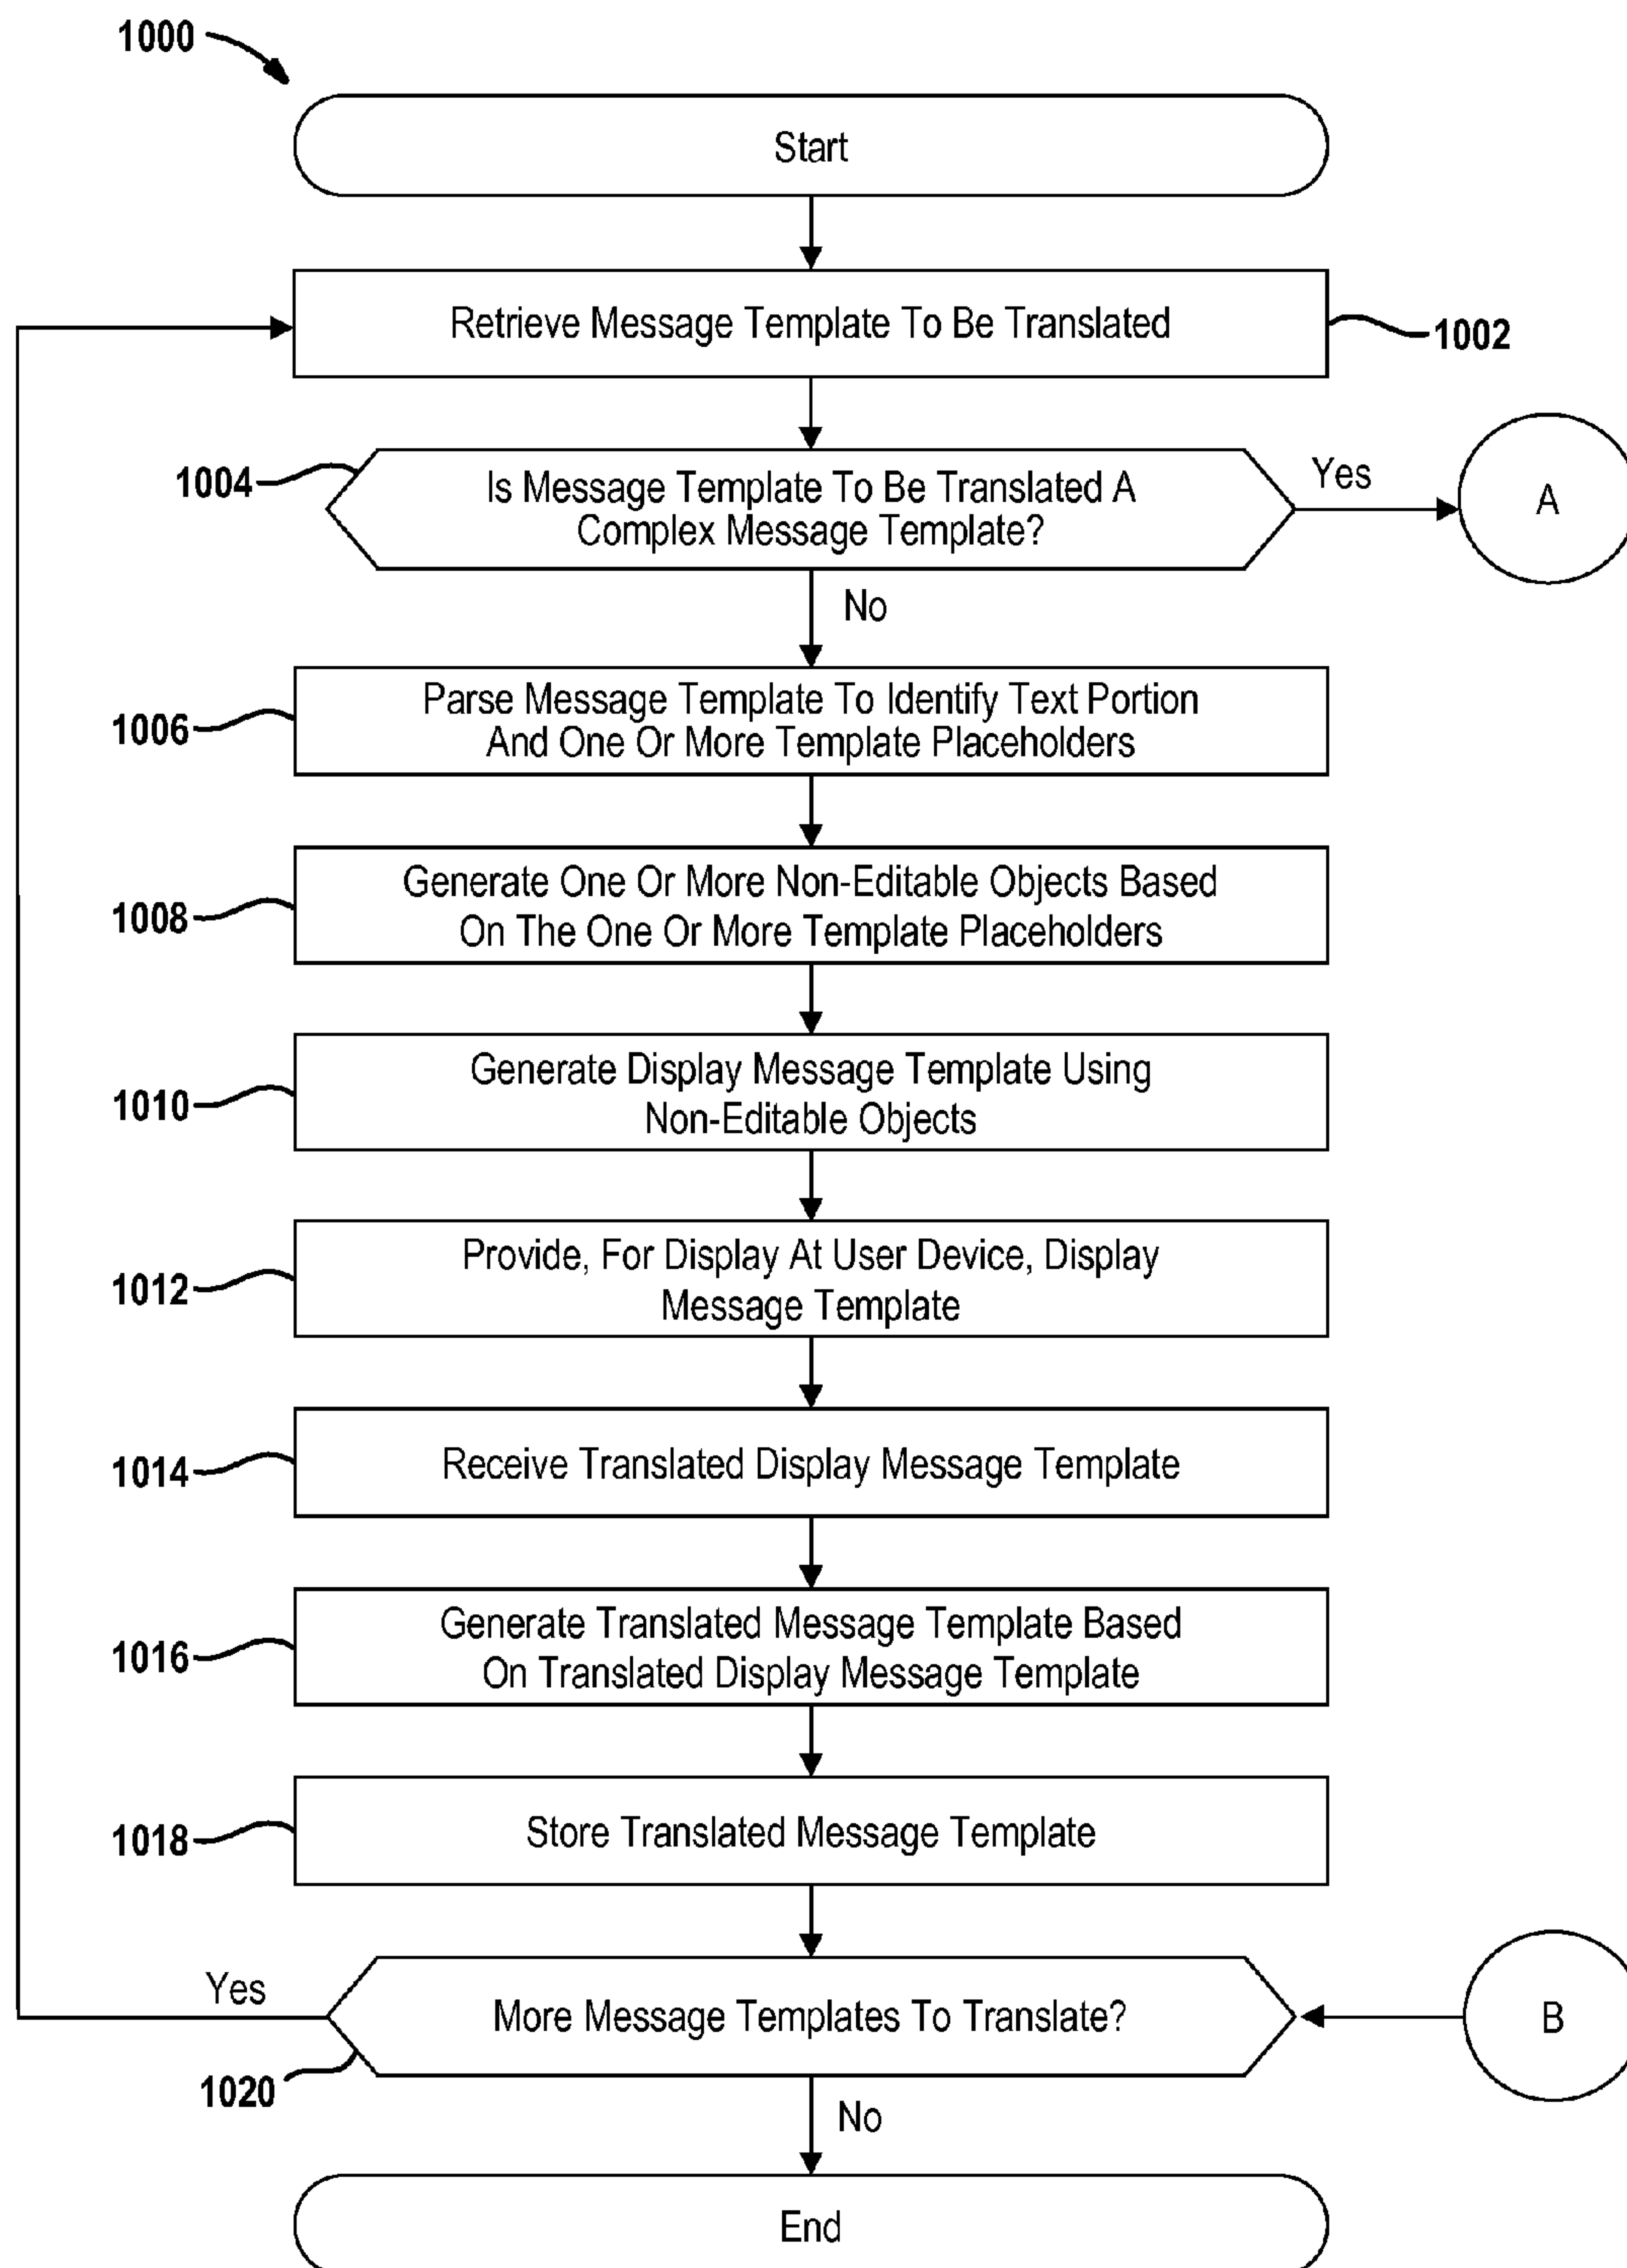 1000
Start
Retrieve Message Template To Be Translated
1002
1004
Is Message Template To Be Translated A
Complex Message Template?
Yes
A
No
1006
Parse Message Template To Identify Text Portion
And One Or More Template Placeholders
1008
Generate One Or More Non-Editable Objects Based
On The One Or More Template Placeholders
1010
Generate Display Message Template Using
Non-Editable Objects
1012
Provide, For Display At User Device, Display
Message Template
1014
Receive Translated Display Message Template
1016
Generate Translated Message Template Based
On Translated Display Message Template
1018
Store Translated Message Template
Yes
More Message Templates To Translate?
B
1020
No
End